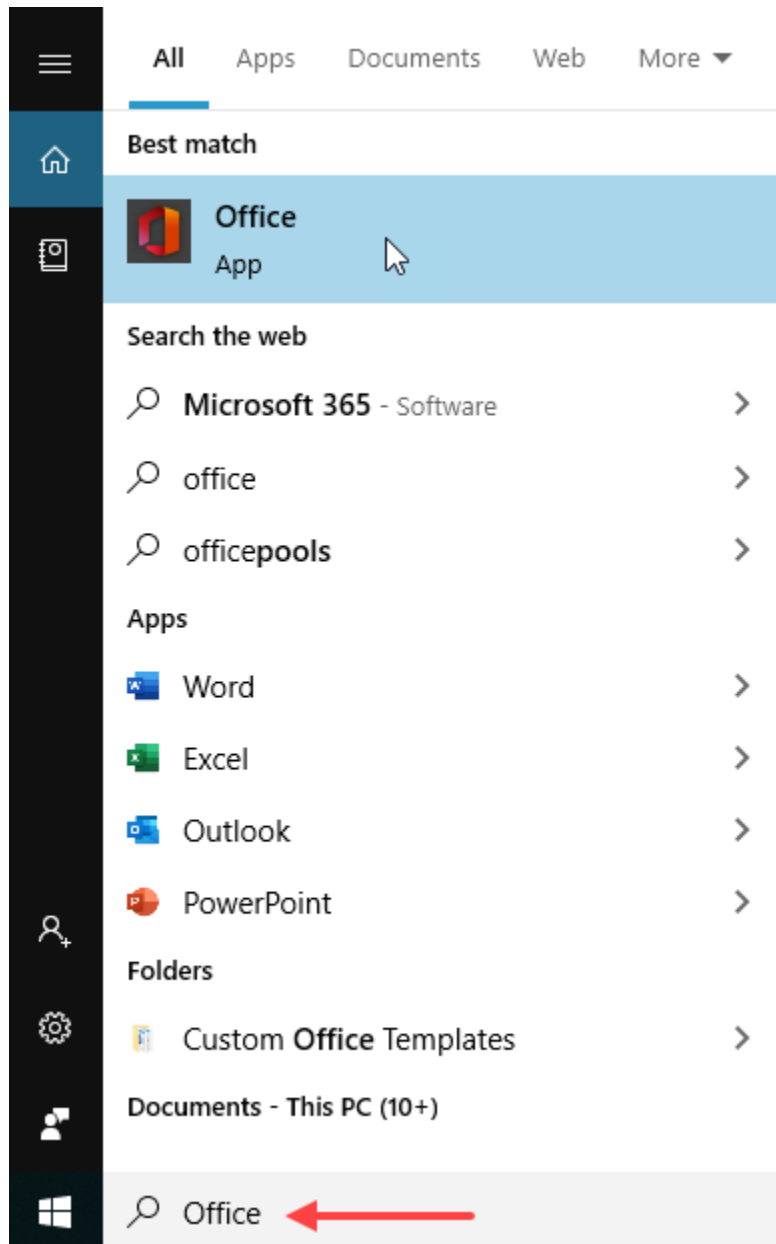 All Apps Documents Web More
Best match
Office
App
Search the web
Microsoft 365 - Software
office
officepools
Apps
Word
Excel
Outlook
PowerPoint
Folders
Custom Office Templates
Documents - This PC (10+)
Office